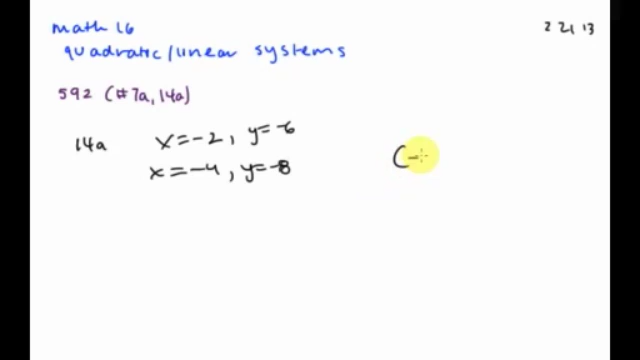 math 16
2 21 13
quadratic/linear systems
592 (#7a, 14a)
14a x=-2, y=-6
x=-4, y=-8
(-